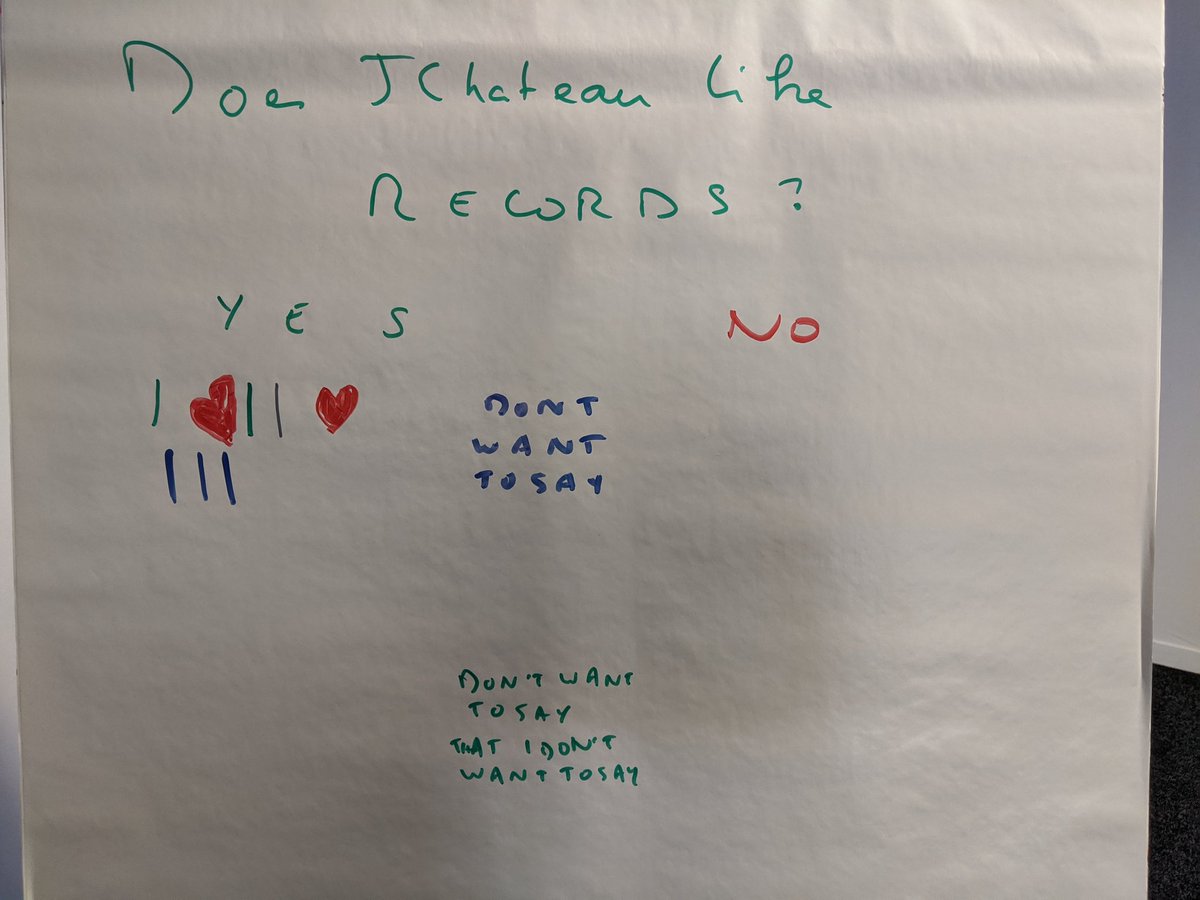 Does JChateau like
RECORDS?
YES
NO
DONT
WANT
TO SAY
DON'T WANT
TO SAY
THAT I DON'T
WANT TO SAY